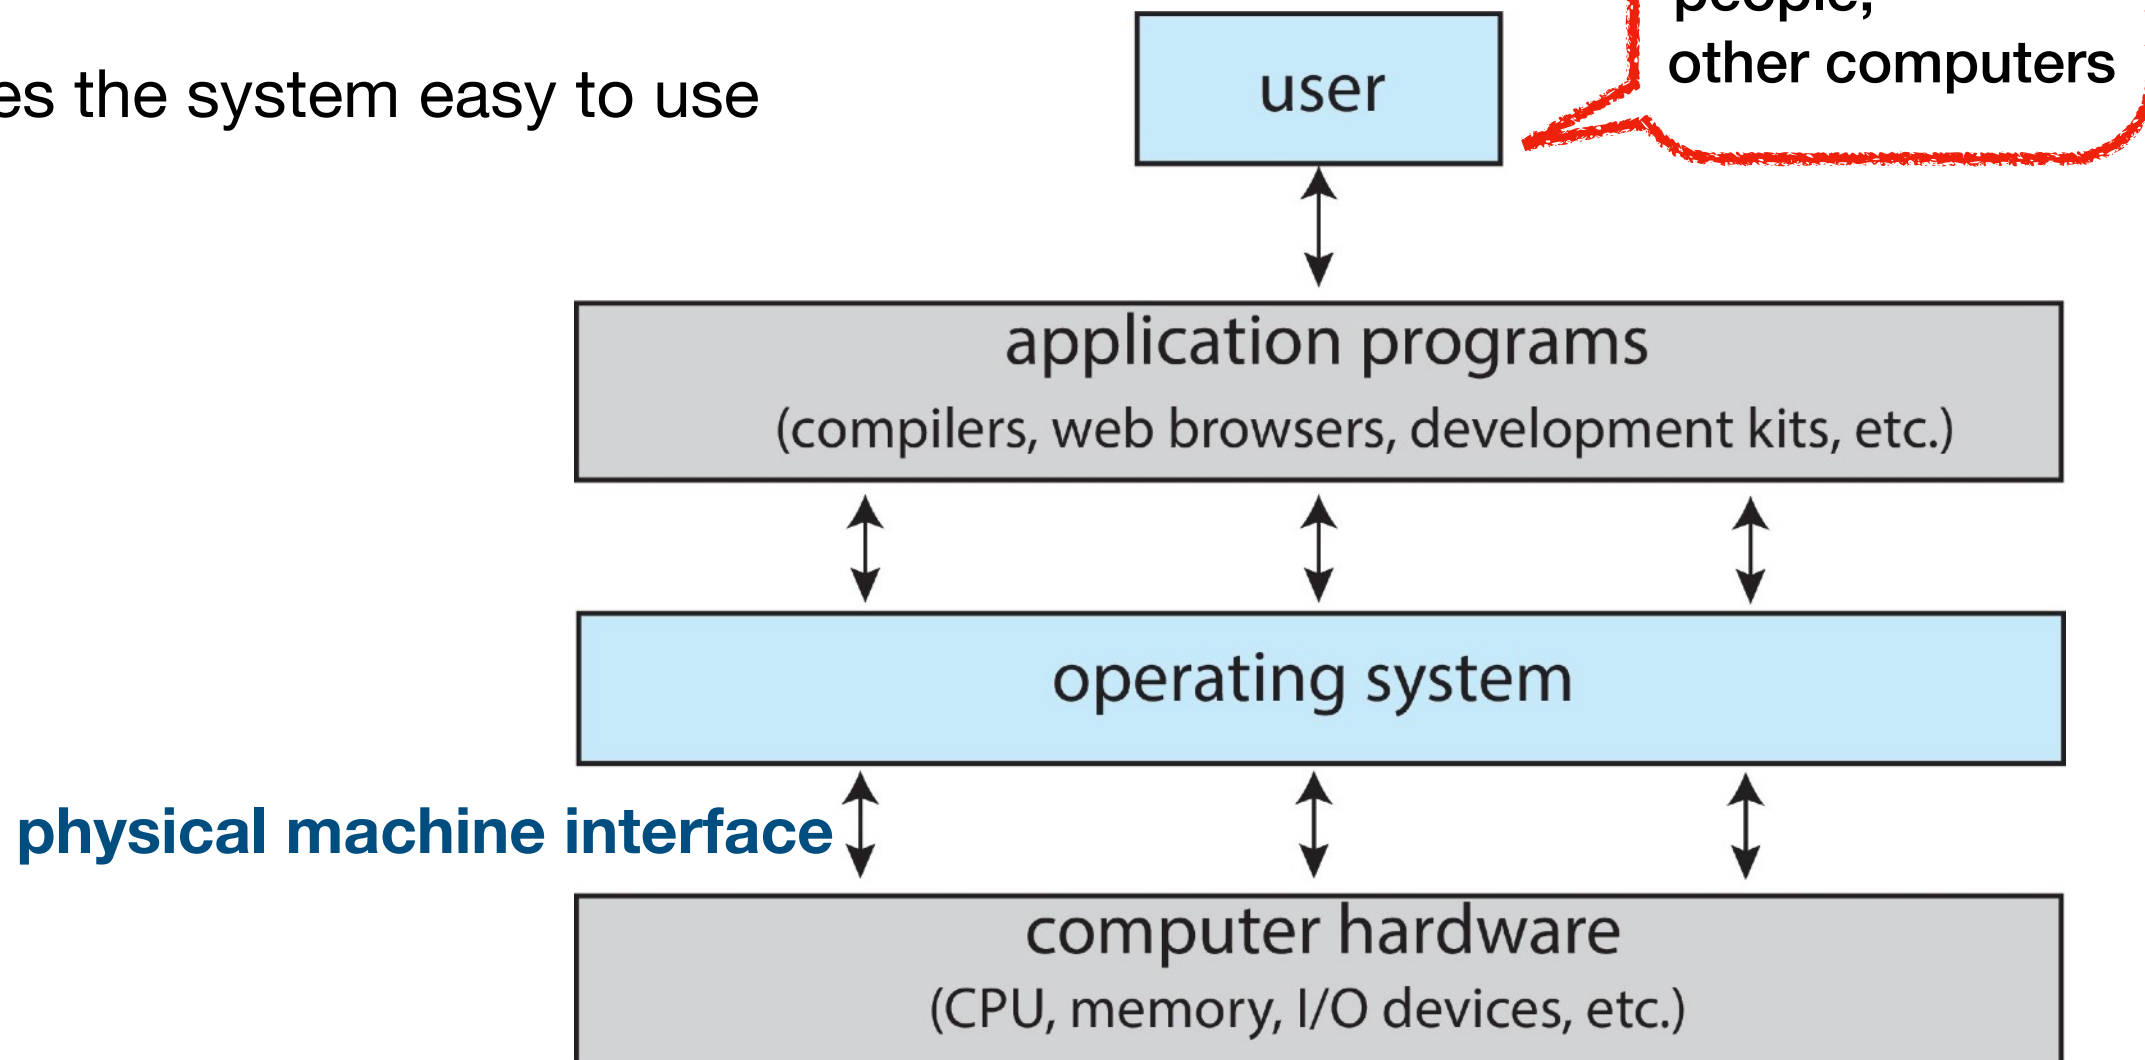 people,
other computers
es the system easy to use
user
application programs
(compilers, web browsers, development kits, etc.)
operating system
physical machine interface
computer hardware
(CPU, memory, I/O devices, etc.)